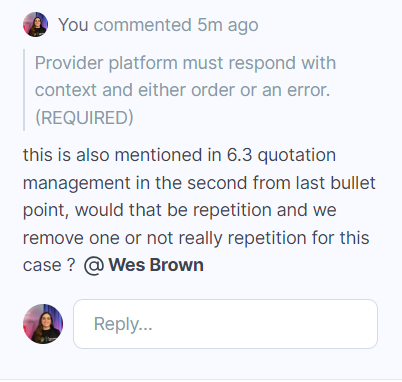 You commented 5m ago
Provider platform must respond with
context and either order or an error.
(REQUIRED)
this is also mentioned in 6.3 quotation
management in the second from last bullet
point, would that be repetition and we
remove one or not really repetition for this
case ? @Wes Brown
Reply...